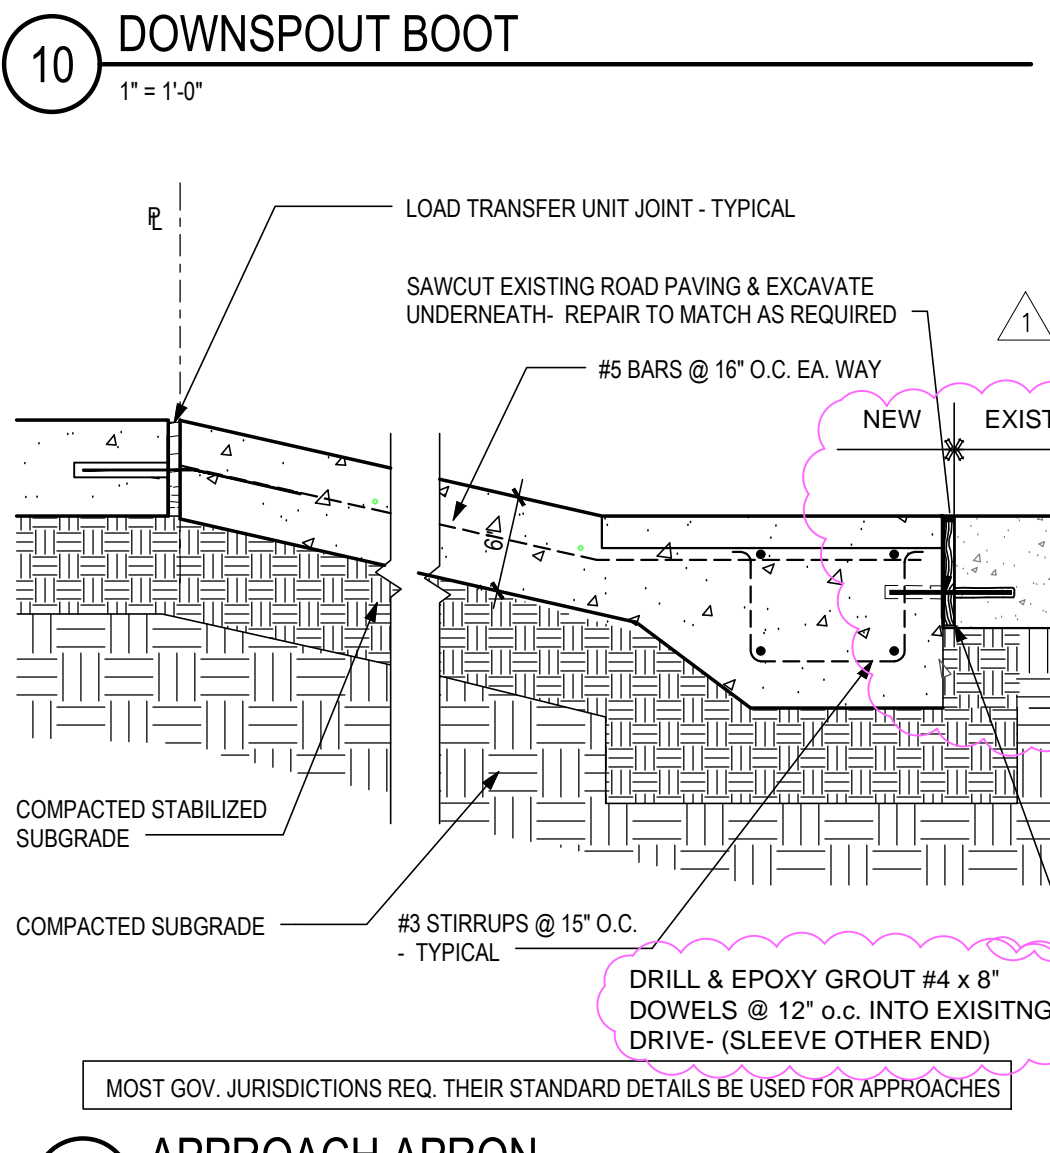 10
DOWNSPOUT BOOT
1" = 1'-0"
PL
LOAD TRANSFER UNIT JOINT - TYPICAL
SAWCUT EXISTING ROAD PAVING & EXCAVATE
UNDERNEATH- REPAIR TO MATCH AS REQUIRED
1
#5 BARS @ 16" O.C. EA. WAY
NEW
EXIST
6"
COMPACTED STABILIZED
SUBGRADE
COMPACTED SUBGRADE
#3 STIRRUPS @ 15" O.C.
- TYPICAL
DRILL & EPOXY GROUT #4 x 8"
DOWELS @ 12" o.c. INTO EXISITNG
DRIVE- (SLEEVE OTHER END)
MOST GOV. JURISDICTIONS REQ. THEIR STANDARD DETAILS BE USED FOR APPROACHES
APPROACH APRON